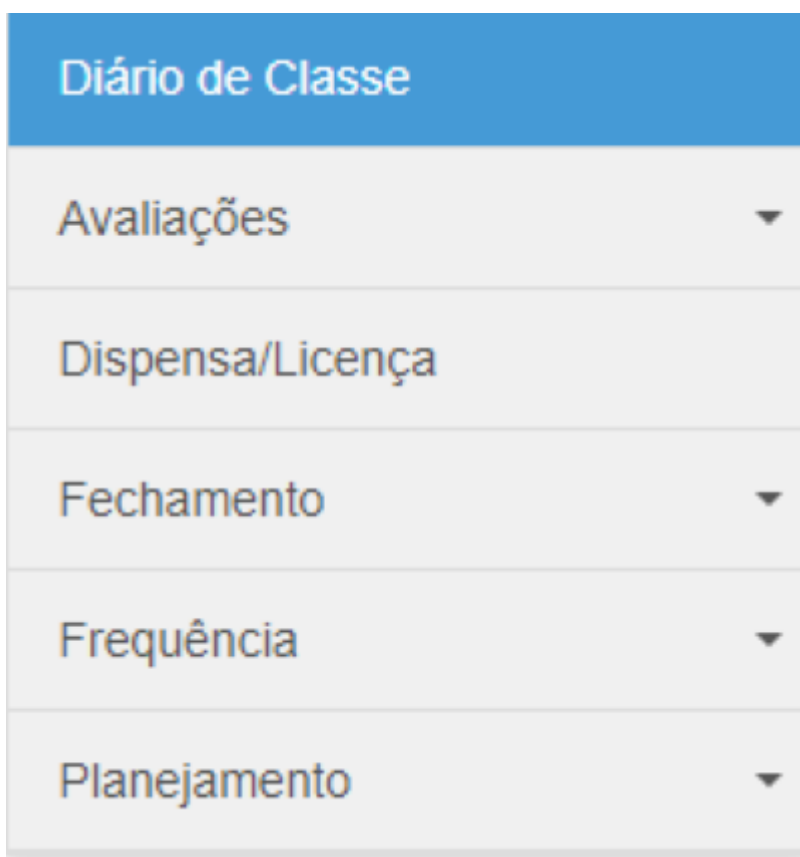 Diário de Classe
Avaliações
Dispensa/Licença
Fechamento
Frequência
Planejamento